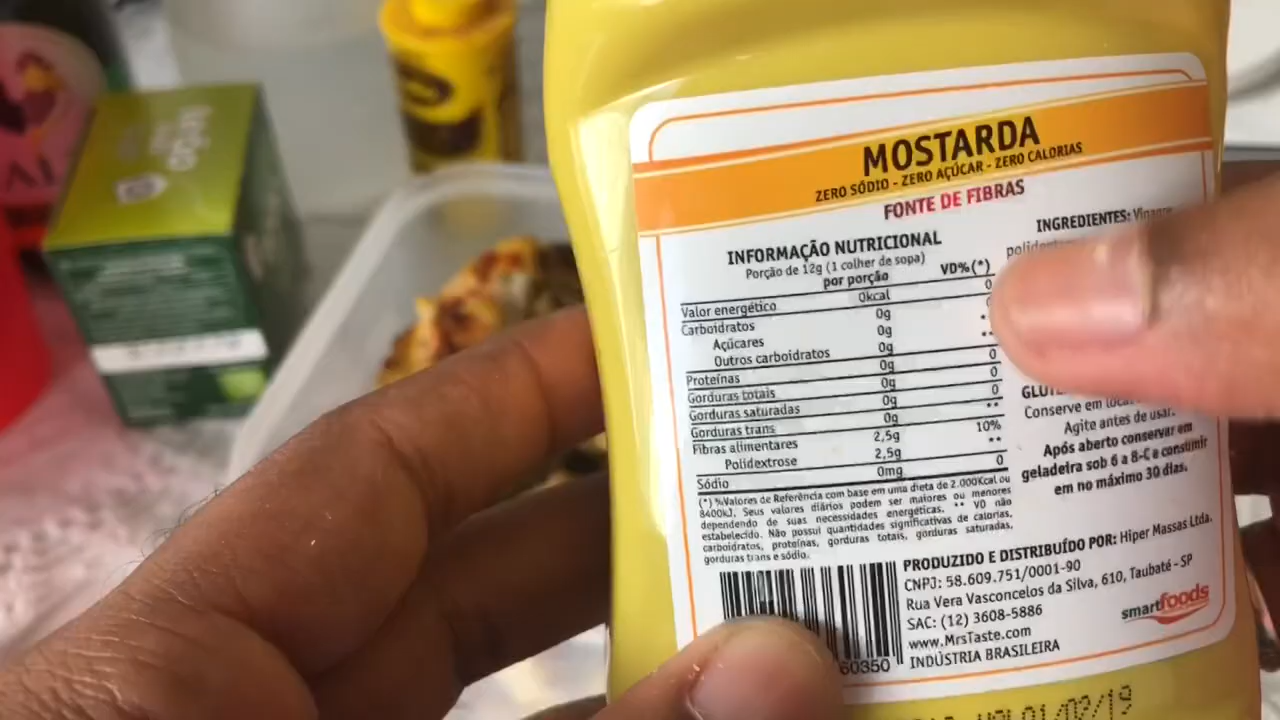 MOSTARDA
ZERO SÓDIO - ZERO AÇÚCAR - ZERO CALORIAS
FONTE DE FIBRAS
INFORMAÇÃO NUTRICIONAL
Porção de 12g (1 colher de sopa)
por porção VD%(*)
Valor energético 0kcal 0
Carboidratos 0g
Açúcares 0g
Outros carboidratos 0g **
Proteínas 0g 0
Gorduras totais 0g 0
Gorduras saturadas 0g 0
Gorduras trans 0g **
Fibras alimentares 2,5g 10%
Polidextrose 2,5g **
Sódio 0mg 0
(*) %Valores de Referência com base em uma dieta de 2.000Kcal ou
8400kJ. Seus valores diários podem ser maiores ou menores
dependendo de suas necessidades energéticas. ** VD não
estabelecido. Não possui quantidades significativas de calorias,
carboidratos, proteínas, gorduras totais, gorduras saturadas,
gorduras trans e sódio.
INGREDIENTES: Vinagre
Conserve em
Agite antes de usar.
Após aberto conservar em
geladeira sob 6 a 8°C e consumir
em no máximo 30 dias.
PRODUZIDO E DISTRIBUÍDO POR: Hiper Massas Ltda.
CNPJ: 58.609.751/0001-90
Rua Vera Vasconcelos da Silva, 610, Taubaté - SP
SAC: (12) 3608-5886
www.MrsTaste.com
INDÚSTRIA BRASILEIRA
smartfoods
60350
01/02/19